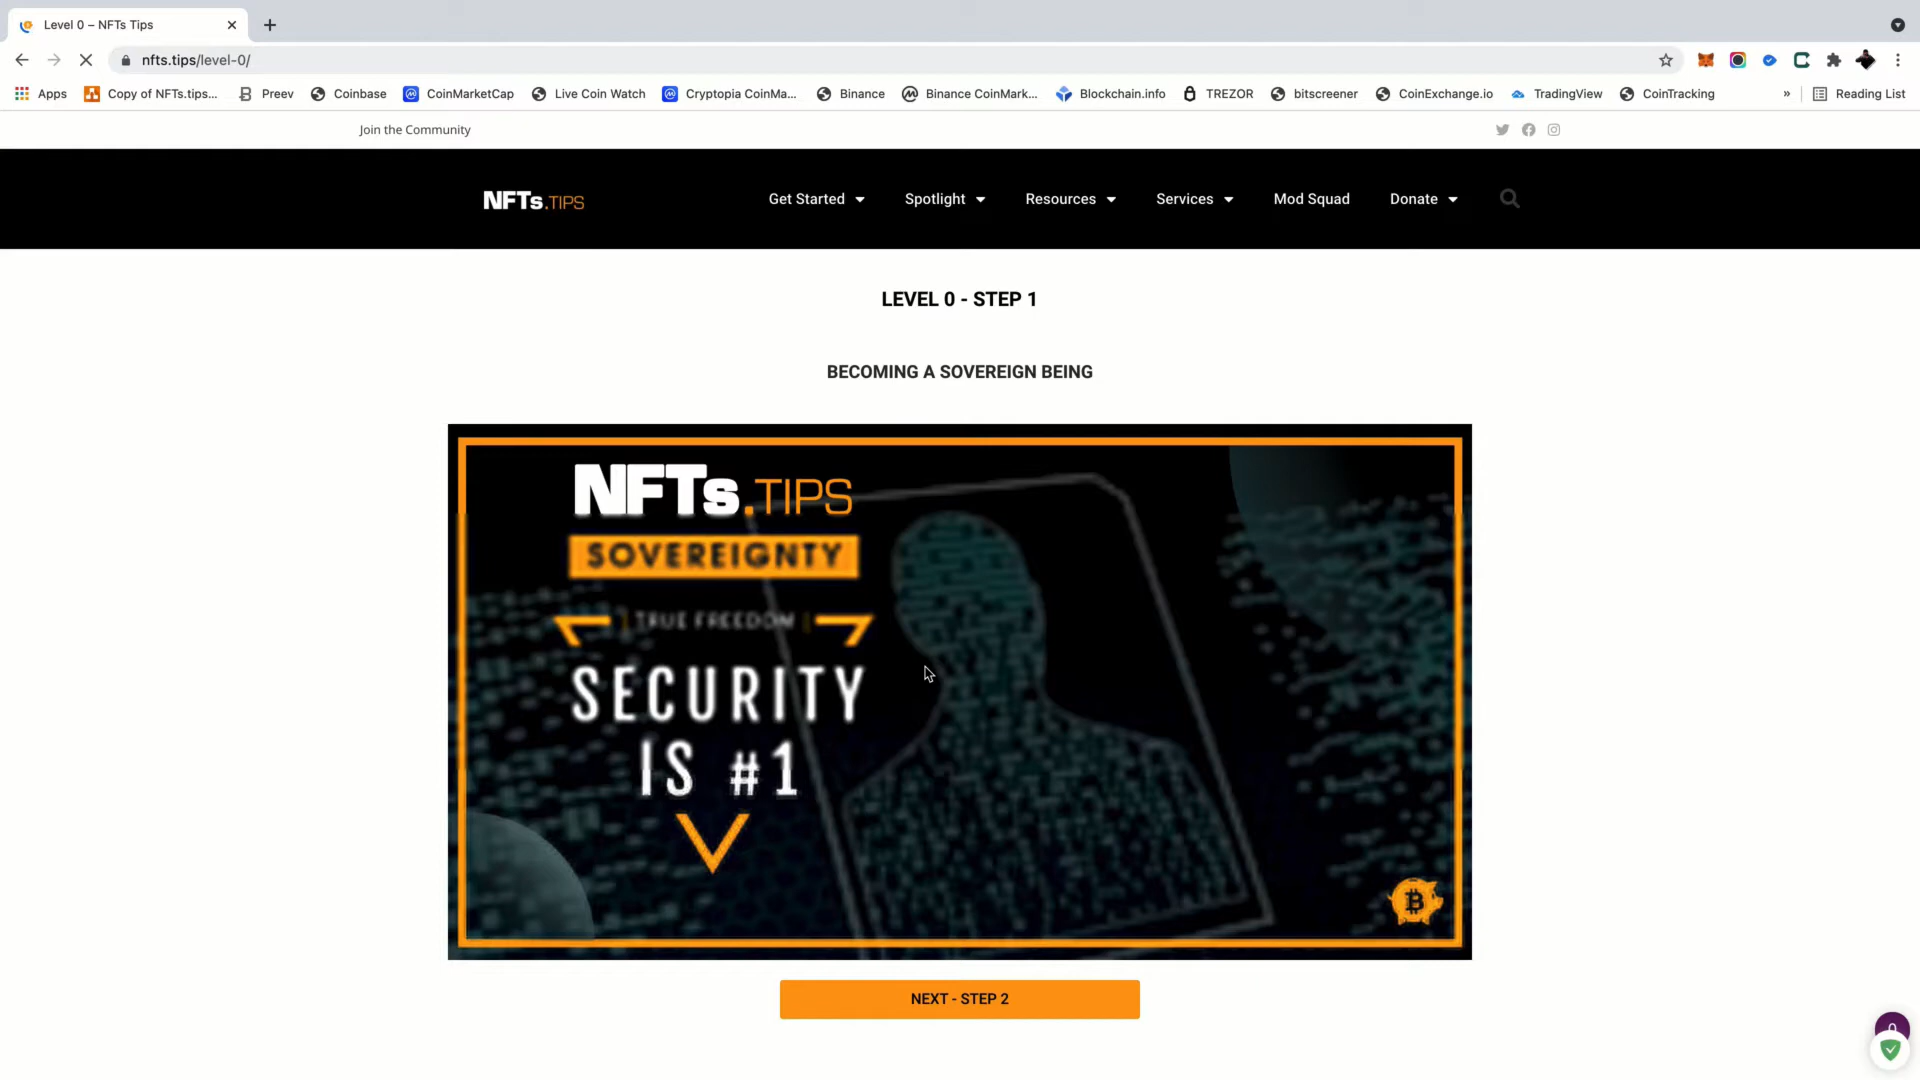 Level 0 – NFTs Tips
nfts.tips/level-0/
Apps Copy of NFTs.tips... Preev Coinbase CoinMarketCap Live Coin Watch Cryptopia CoinMa... Binance Binance CoinMark... Blockchain.info TREZOR bitscreener CoinExchange.io TradingView CoinTracking » Reading List
Join the Community
NFTs.TIPS Get Started Spotlight Resources Services Mod Squad Donate
LEVEL 0 - STEP 1
BECOMING A SOVEREIGN BEING
NFTs.TIPS
SOVEREIGNTY
| TRUE FREEDOM |
SECURITY
IS #1
NEXT - STEP 2